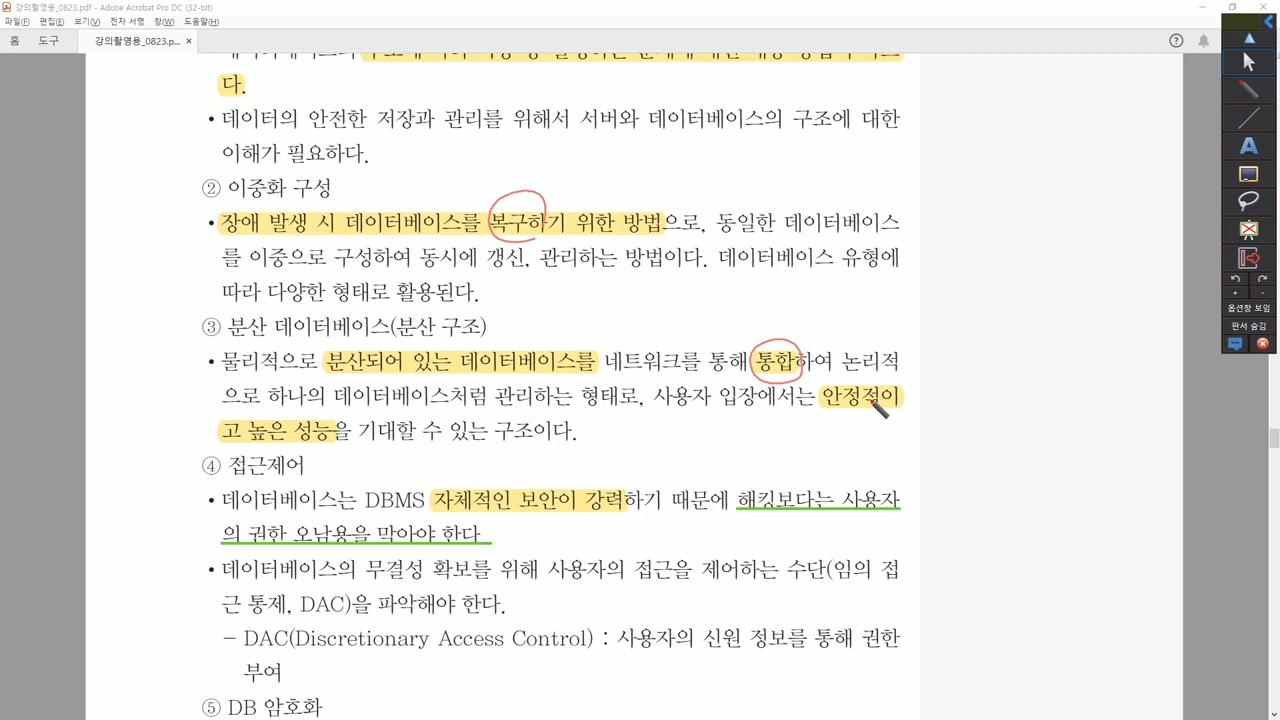 강의촬영용_0823.pdf - Adobe Acrobat Pro DC (32-bit)
파일(F) 편집(E) 보기(V) 전자 서명 창(W) 도움말(H)
홈 도구 강의촬영용_0823.p... ×
다.
• 데이터의 안전한 저장과 관리를 위해서 서버와 데이터베이스의 구조에 대한
이해가 필요하다.
② 이중화 구성
• 장애 발생 시 데이터베이스를 복구하기 위한 방법으로, 동일한 데이터베이스
를 이중으로 구성하여 동시에 갱신, 관리하는 방법이다. 데이터베이스 유형에
따라 다양한 형태로 활용된다.
③ 분산 데이터베이스(분산 구조)
• 물리적으로 분산되어 있는 데이터베이스를 네트워크를 통해 통합하여 논리적
으로 하나의 데이터베이스처럼 관리하는 형태로, 사용자 입장에서는 안정적이
고 높은 성능을 기대할 수 있는 구조이다.
④ 접근제어
• 데이터베이스는 DBMS 자체적인 보안이 강력하기 때문에 해킹보다는 사용자
의 권한 오남용을 막아야 한다
• 데이터베이스의 무결성 확보를 위해 사용자의 접근을 제어하는 수단(임의 접
근 통제, DAC)을 파악해야 한다.
– DAC(Discretionary Access Control) : 사용자의 신원 정보를 통해 권한
부여
⑤ DB 암호화
A
+ -
옵션창 보임
판서 숨김